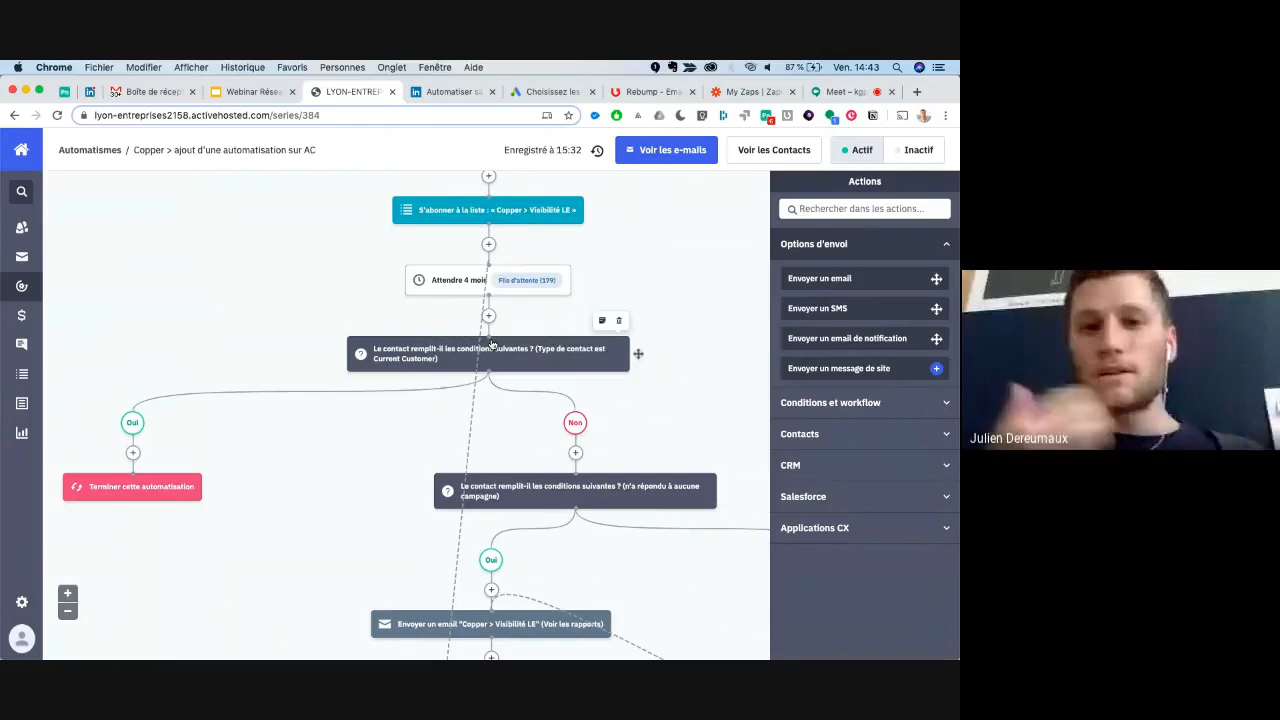 Chrome Fichier Modifier Afficher Historique Favoris Personnes Onglet Fenêtre Aide 87 % Ven. 14:43
Boîte de récep
Webinar Résea
LYON-ENTREP
Automatiser sa
Choisissez les
Rebump - Ema
My Zaps | Zap
Meet – kgp
lyon-entreprises2158.activehosted.com/series/384
Automatismes / Copper > ajout d'une automatisation sur AC
Enregistré à 15:32
Voir les e-mails
Voir les Contacts
Actif
Inactif
S'abonner à la liste : « Copper > Visibilité LE »
Attendre 4 mois
File d'attente (179)
Le contact remplit-il les conditions suivantes ? (Type de contact est
Current Customer)
Oui
Non
Terminer cette automatisation
Le contact remplit-il les conditions suivantes ? (n'a répondu à aucune
campagne)
Oui
Envoyer un email "Copper > Visibilité LE" (Voir les rapports)
Actions
Rechercher dans les actions...
Options d'envoi
Envoyer un email
Envoyer un SMS
Envoyer un email de notification
Envoyer un message de site
Conditions et workflow
Contacts
CRM
Salesforce
Applications CX
Julien Dereumaux